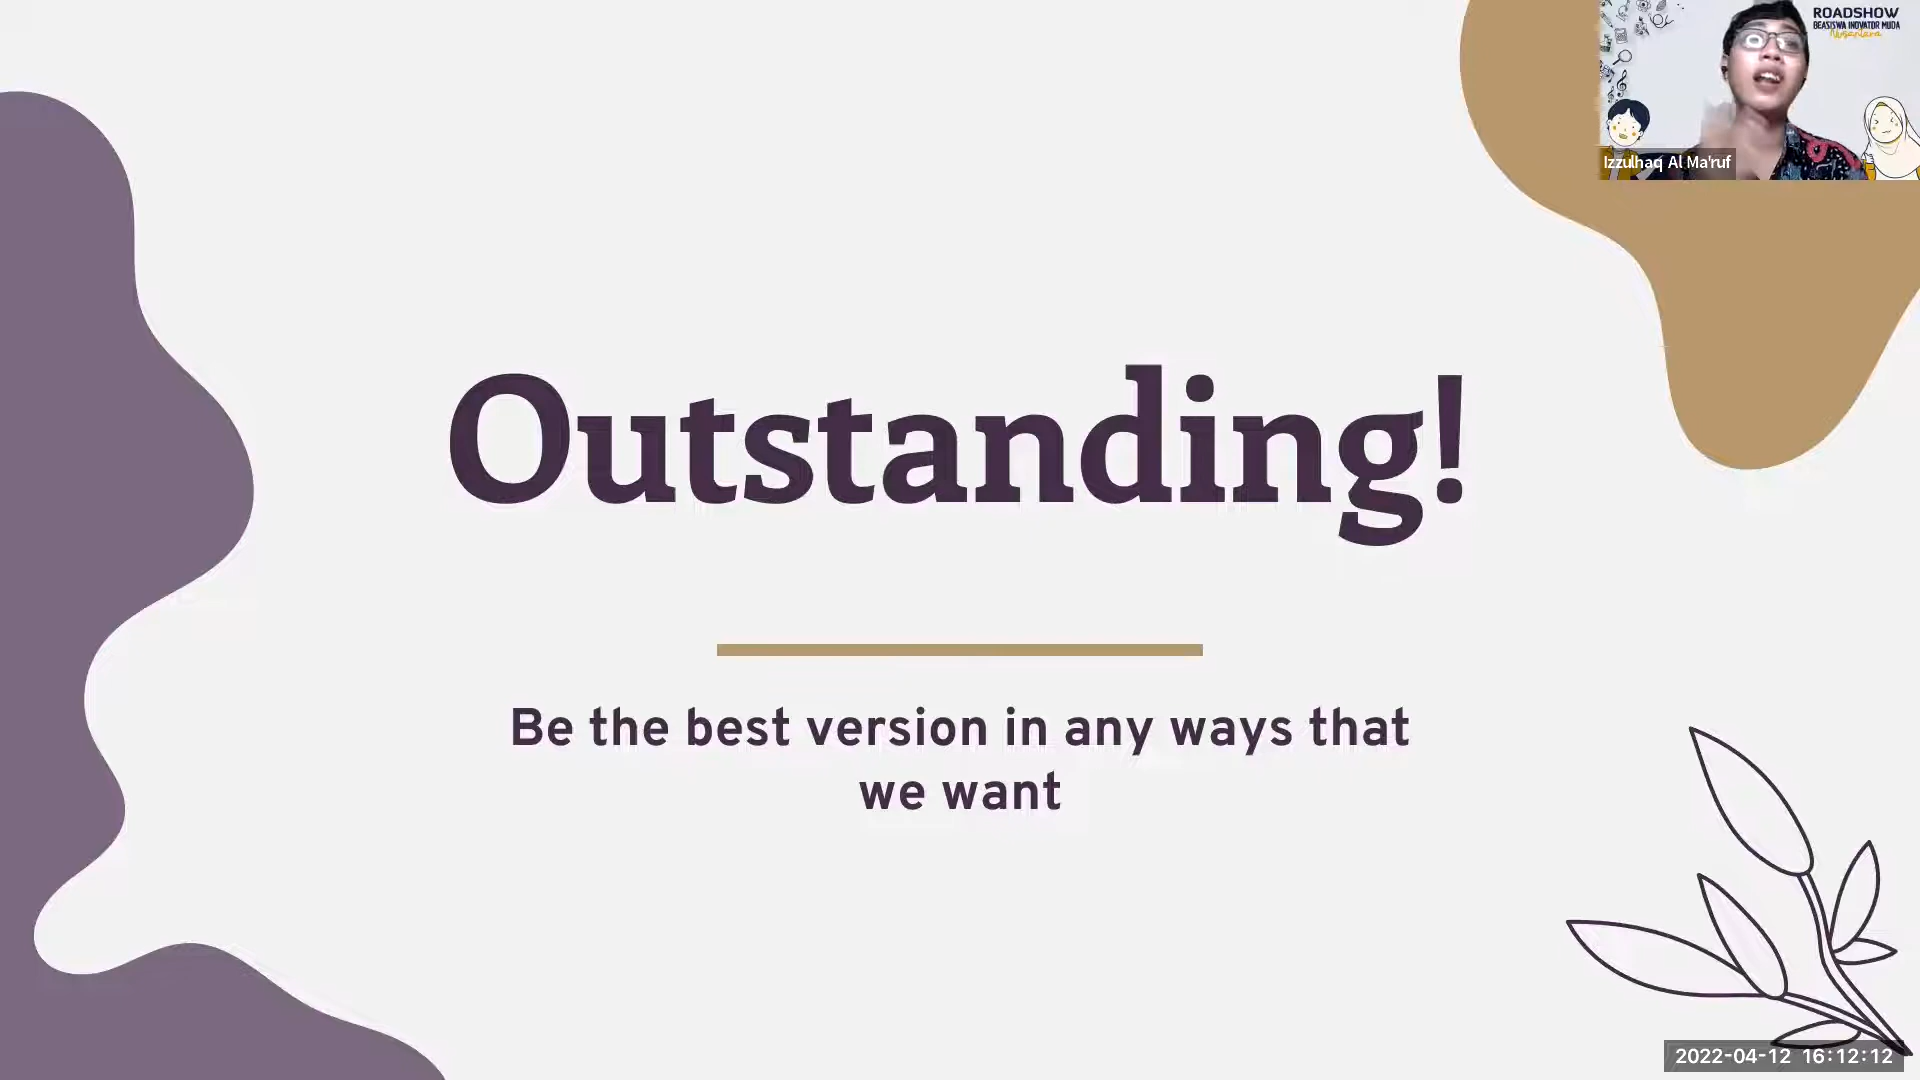 ROADSHOW
BEASISWA INOVATOR MUDA
Nusantara
Izzulhaq Al Ma'ruf
Outstanding!
Be the best version in any ways that
we want
2022-04-12 16:12:12